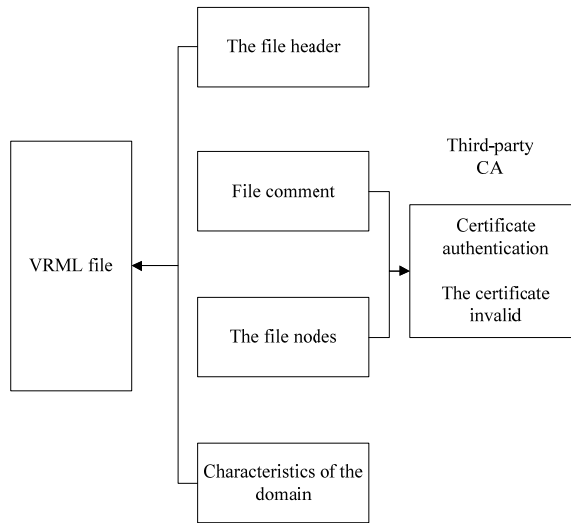 The file header
Third-party
CA
File comment
Certificate
authentication
VRML file
The certificate
invalid
The file nodes
Characteristics of the
domain